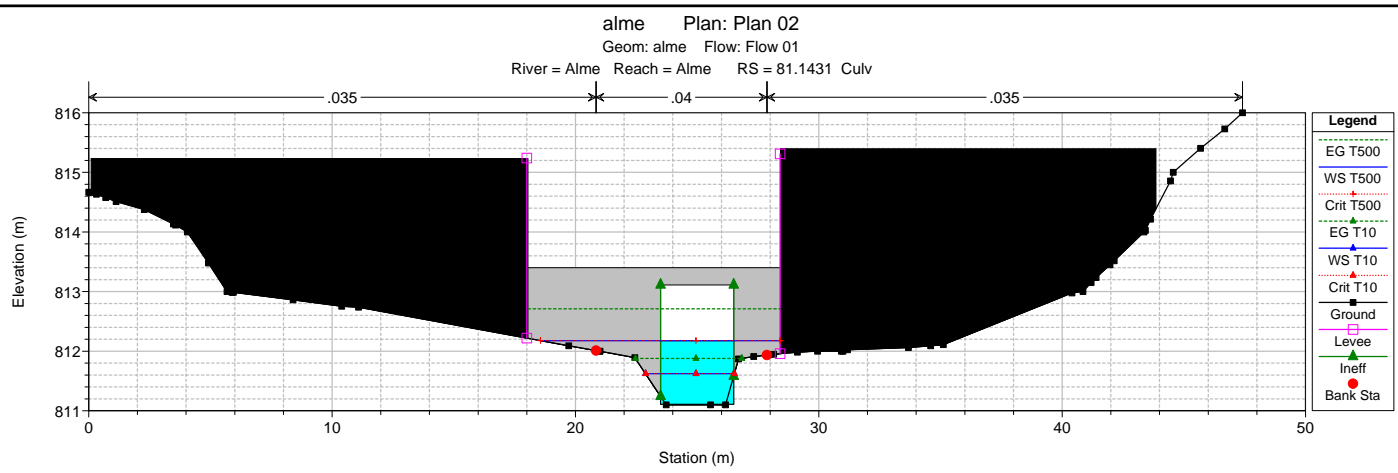 alme Plan: Plan 02
Geom: alme Flow: Flow 01
River = Alme Reach = Alme RS = 81.1431 Culv
.035
.04
.035
816
815
814
813
812
811
Elevation (m)
0
10
20
30
40
50
Station (m)
Legend
EG T500
WS T500
Crit T500
EG T10
WS T10
Crit T10
Ground
Levee
Ineff
Bank Sta